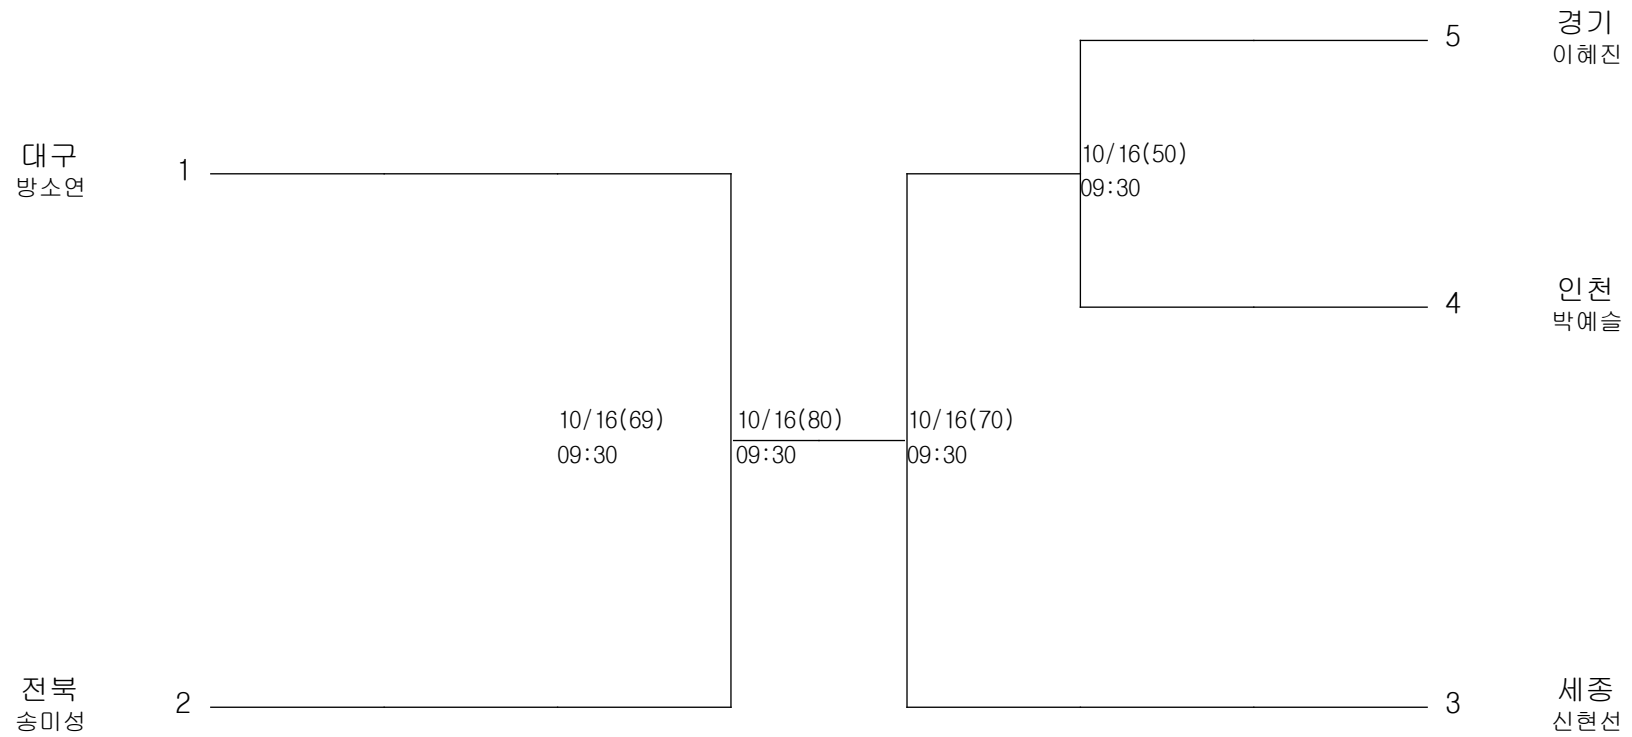 5
경기
이혜진
대구
방소연
1
10/16(50)
09:30
4
인천
박예슬
10/16(69)
09:30
10/16(80)
09:30
10/16(70)
09:30
전북
송미성
2
3
세종
신현선